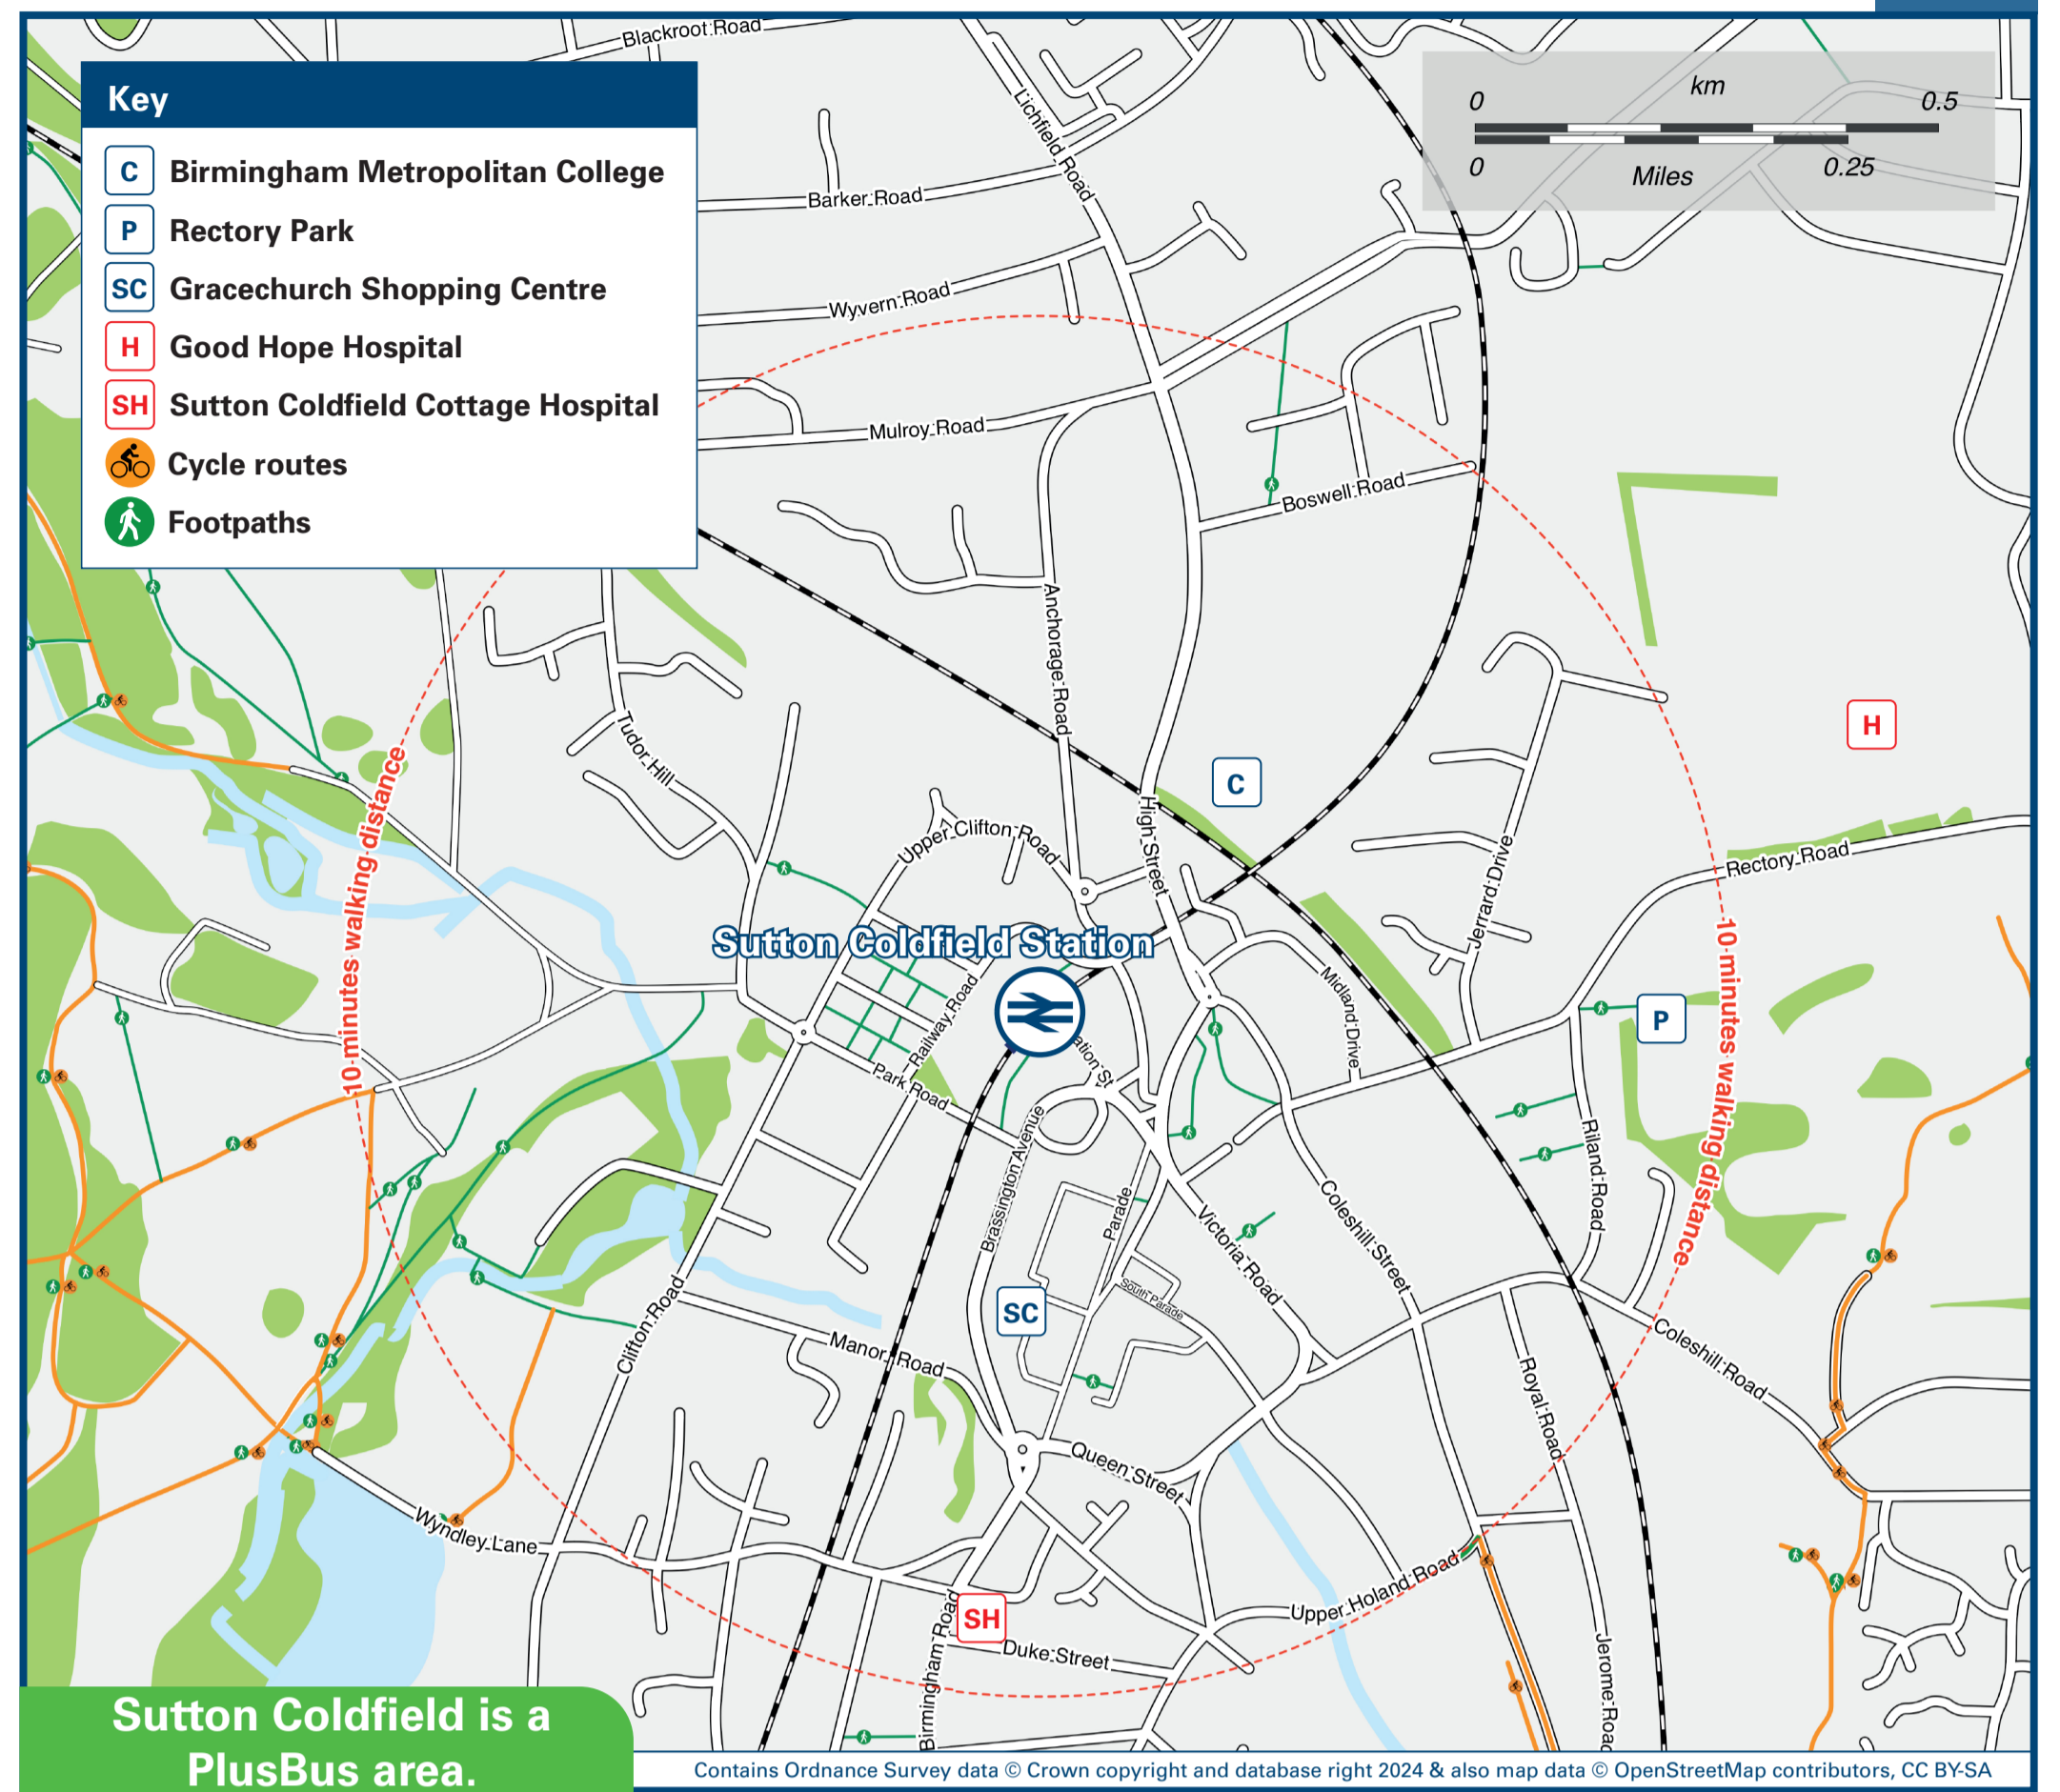 Key
C Birmingham Metropolitan College
P Rectory Park
SC Gracechurch Shopping Centre
H Good Hope Hospital
SH Sutton Coldfield Cottage Hospital
Cycle routes
Footpaths
km
0 0.5
0 0.25
Miles
Blackroot Road
Lichfield Road
Barker Road
Wyvern Road
Mulroy Road
Boswell Road
Anchorage Road
Tudor Hill
H
C
High Street
Upper Clifton Road
Jerrard Drive
Rectory Road
10 minutes walking distance
Sutton Coldfield Station
10 minutes walking distance
Midland Drive
Railway Road
P
ation St
Park Road
Brassington Avenue
Riland Road
Parade
Victoria Road
Coleshill Street
South Parade
SC
Clifton Road
Manor Road
Coleshill Road
Royal Road
Queen Street
Wyndley Lane
Upper Holand Road
SH
Birmingham Road
Duke Street
Jerome Road
Sutton Coldfield is a
PlusBus area.
Contains Ordnance Survey data © Crown copyright and database right 2024 & also map data © OpenStreetMap contributors, CC BY-SA